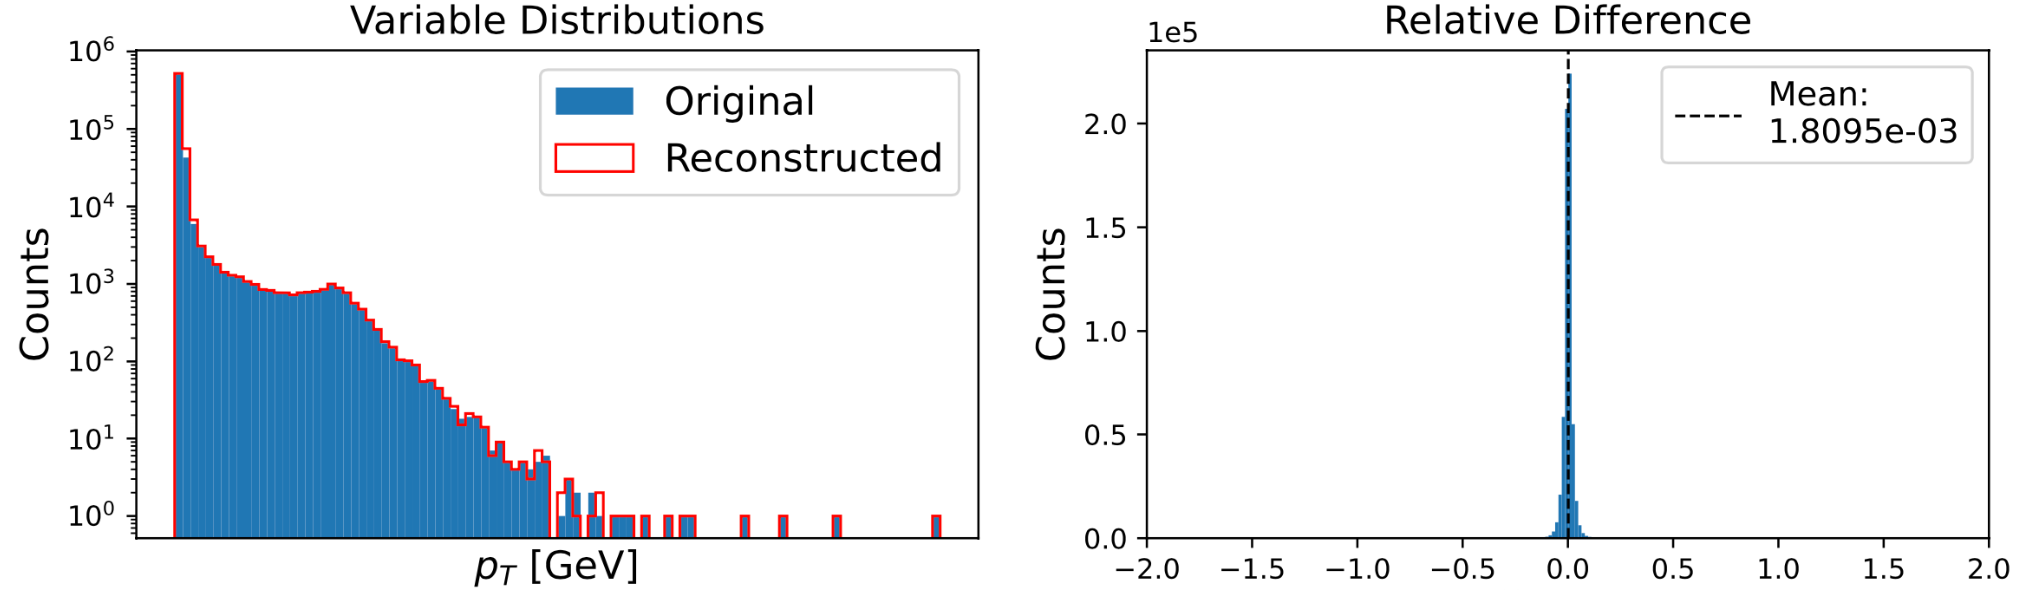 Variable Distributions
10⁶
10⁵
10⁴
10³
10²
10¹
10⁰
Counts
Original
Reconstructed
p_T [GeV]
Relative Difference
1e5
2.0
1.5
1.0
0.5
0.0
Counts
Mean:
1.8095e-03
−2.0 −1.5 −1.0 −0.5 0.0 0.5 1.0 1.5 2.0